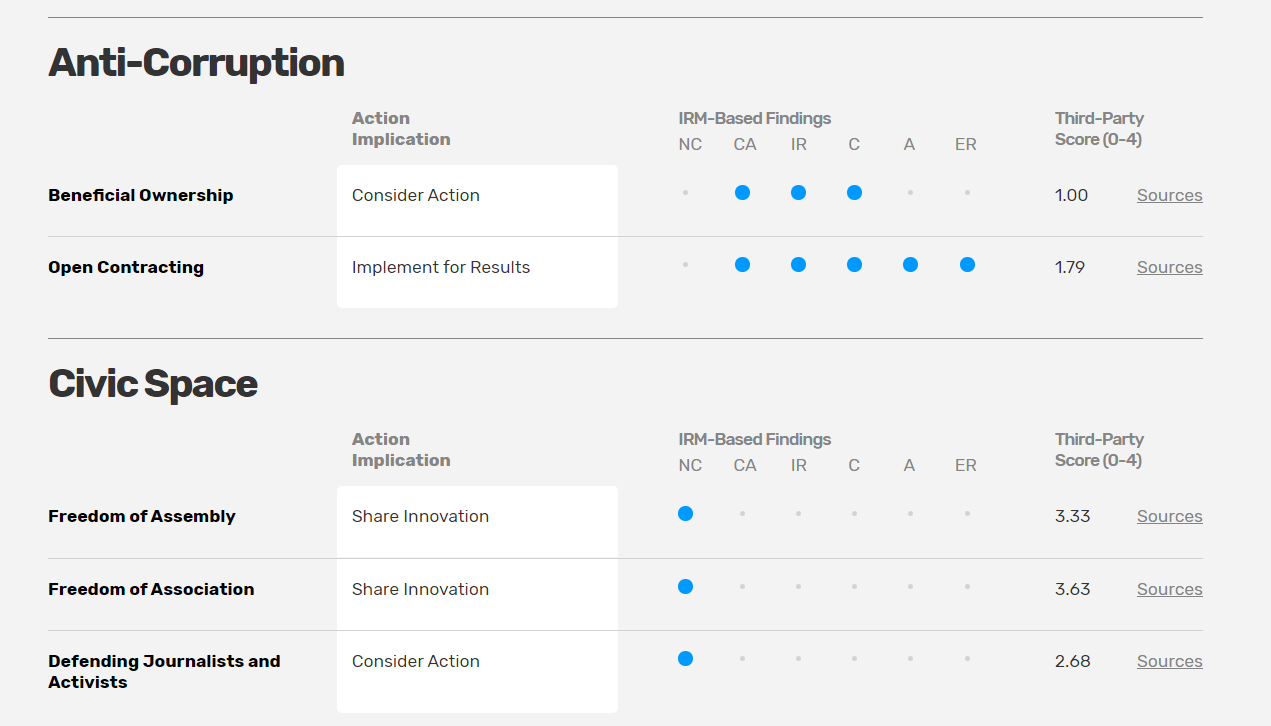 Anti-Corruption
Action
Implication
IRM-Based Findings
NC CA IR C A ER
Third-Party
Score (0-4)
Beneficial Ownership Consider Action 1.00 Sources
Open Contracting Implement for Results 1.79 Sources
Civic Space
Action
Implication
IRM-Based Findings
NC CA IR C A ER
Third-Party
Score (0-4)
Freedom of Assembly Share Innovation 3.33 Sources
Freedom of Association Share Innovation 3.63 Sources
Defending Journalists and Consider Action 2.68 Sources
Activists